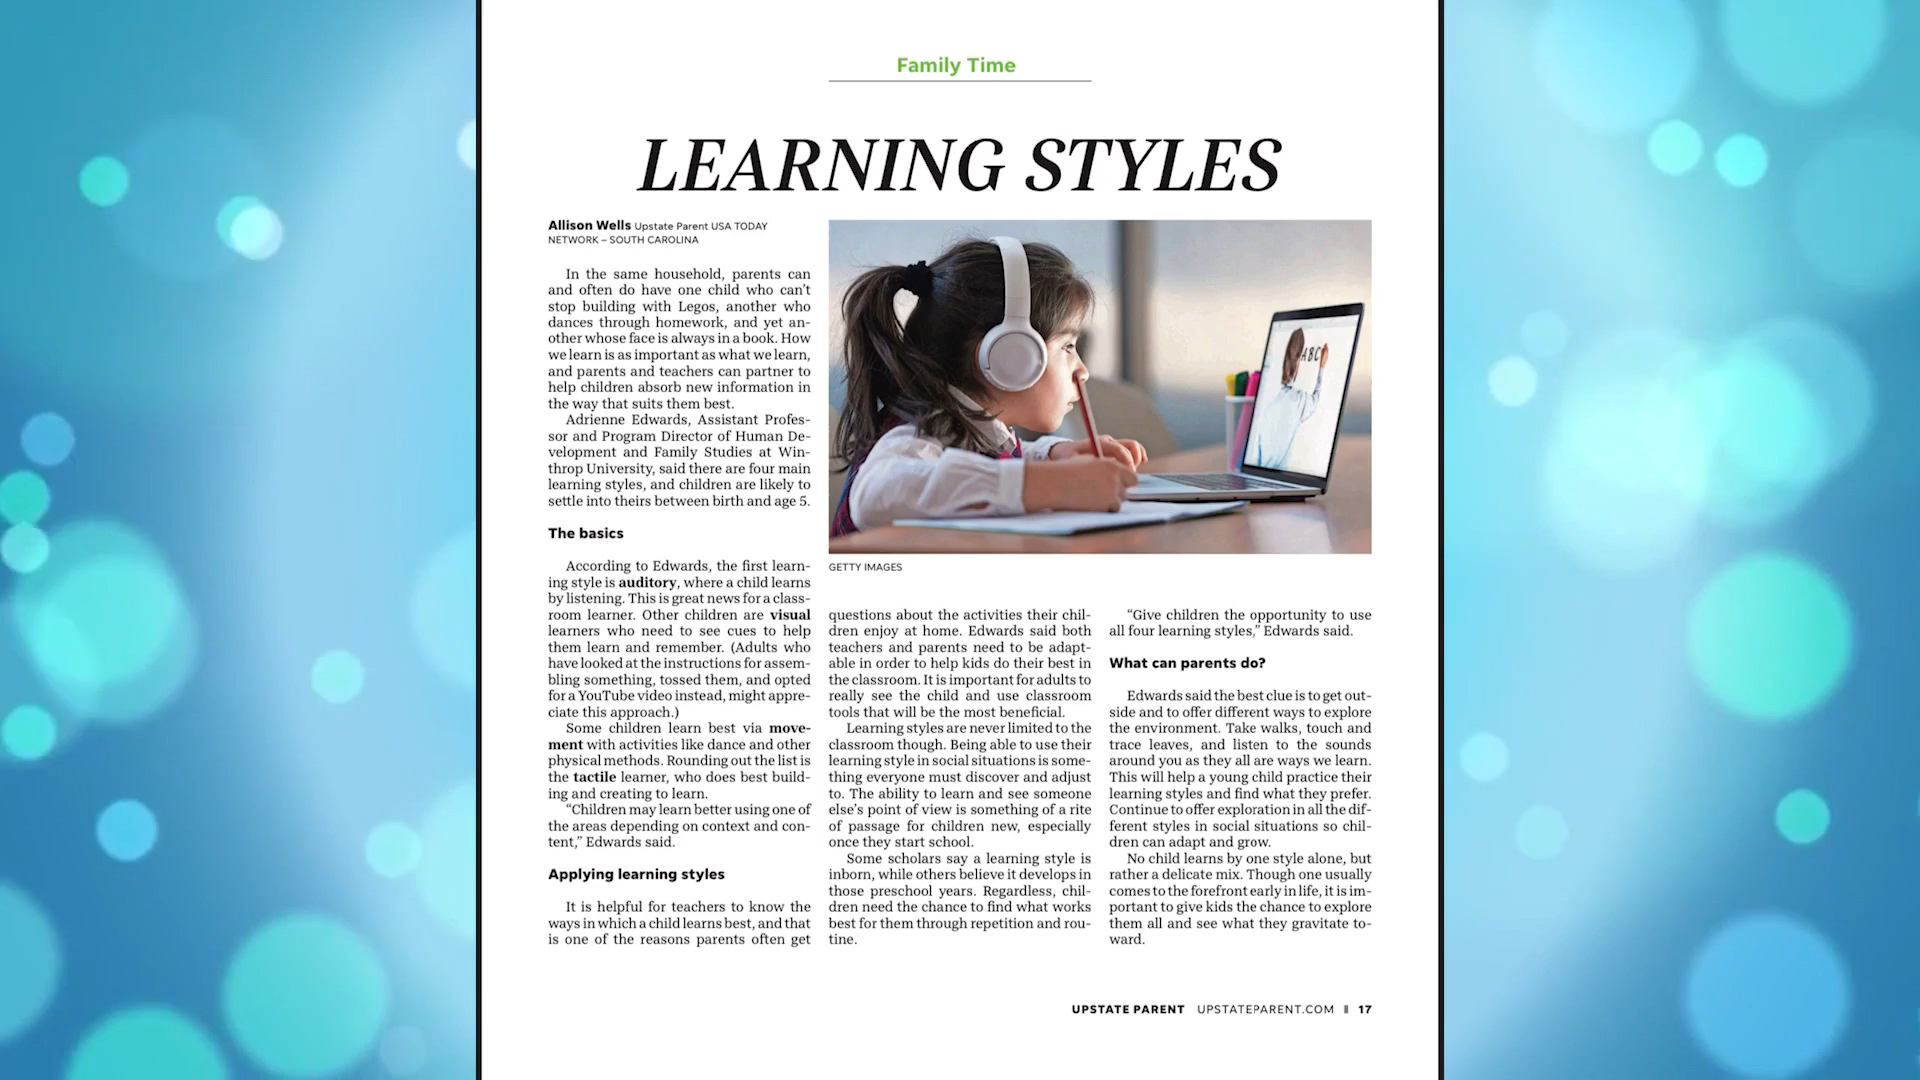 Family Time
LEARNING STYLES
Allison Wells Upstate Parent USA TODAY
NETWORK – SOUTH CAROLINA
In the same household, parents can
and often do have one child who can’t
stop building with Legos, another who
dances through homework, and yet an-
other whose face is always in a book. How
we learn is as important as what we learn,
and parents and teachers can partner to
help children absorb new information in
the way that suits them best.
Adrienne Edwards, Assistant Profes-
sor and Program Director of Human De-
velopment and Family Studies at Win-
throp University, said there are four main
learning styles, and children are likely to
settle into theirs between birth and age 5.
The basics
According to Edwards, the first learn-
ing style is auditory, where a child learns
by listening. This is great news for a class-
room learner. Other children are visual
learners who need to see cues to help
them learn and remember. (Adults who
have looked at the instructions for assem-
bling something, tossed them, and opted
for a YouTube video instead, might appre-
ciate this approach.)
Some children learn best via move-
ment with activities like dance and other
physical methods. Rounding out the list is
the tactile learner, who does best build-
ing and creating to learn.
“Children may learn better using one of
the areas depending on context and con-
tent,” Edwards said.
Applying learning styles
It is helpful for teachers to know the
ways in which a child learns best, and that
is one of the reasons parents often get
ABC
GETTY IMAGES
questions about the activities their chil-
dren enjoy at home. Edwards said both
teachers and parents need to be adapt-
able in order to help kids do their best in
the classroom. It is important for adults to
really see the child and use classroom
tools that will be the most beneficial.
Learning styles are never limited to the
classroom though. Being able to use their
learning style in social situations is some-
thing everyone must discover and adjust
to. The ability to learn and see someone
else’s point of view is something of a rite
of passage for children new, especially
once they start school.
Some scholars say a learning style is
inborn, while others believe it develops in
those preschool years. Regardless, chil-
dren need the chance to find what works
best for them through repetition and rou-
tine.
“Give children the opportunity to use
all four learning styles,” Edwards said.
What can parents do?
Edwards said the best clue is to get out-
side and to offer different ways to explore
the environment. Take walks, touch and
trace leaves, and listen to the sounds
around you as they all are ways we learn.
This will help a young child practice their
learning styles and find what they prefer.
Continue to offer exploration in all the dif-
ferent styles in social situations so chil-
dren can adapt and grow.
No child learns by one style alone, but
rather a delicate mix. Though one usually
comes to the forefront early in life, it is im-
portant to give kids the chance to explore
them all and see what they gravitate to-
ward.
UPSTATE PARENT UPSTATEPARENT.COM 17